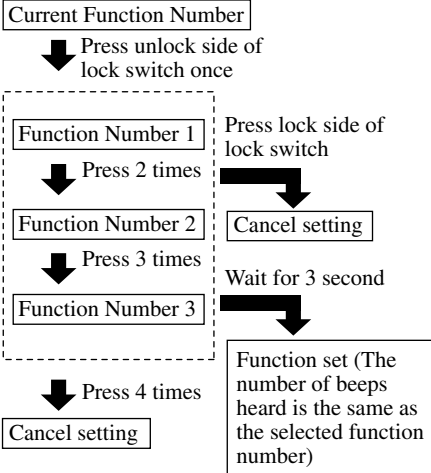 Current Function Number
Press unlock side of
lock switch once
Function Number 1
Press 2 times
Press lock side of
lock switch
Function Number 2
Cancel setting
Press 3 times
Wait for 3 second
Function Number 3
Function set (The
number of beeps
heard is the same as
the selected function
number)
Press 4 times
Cancel setting